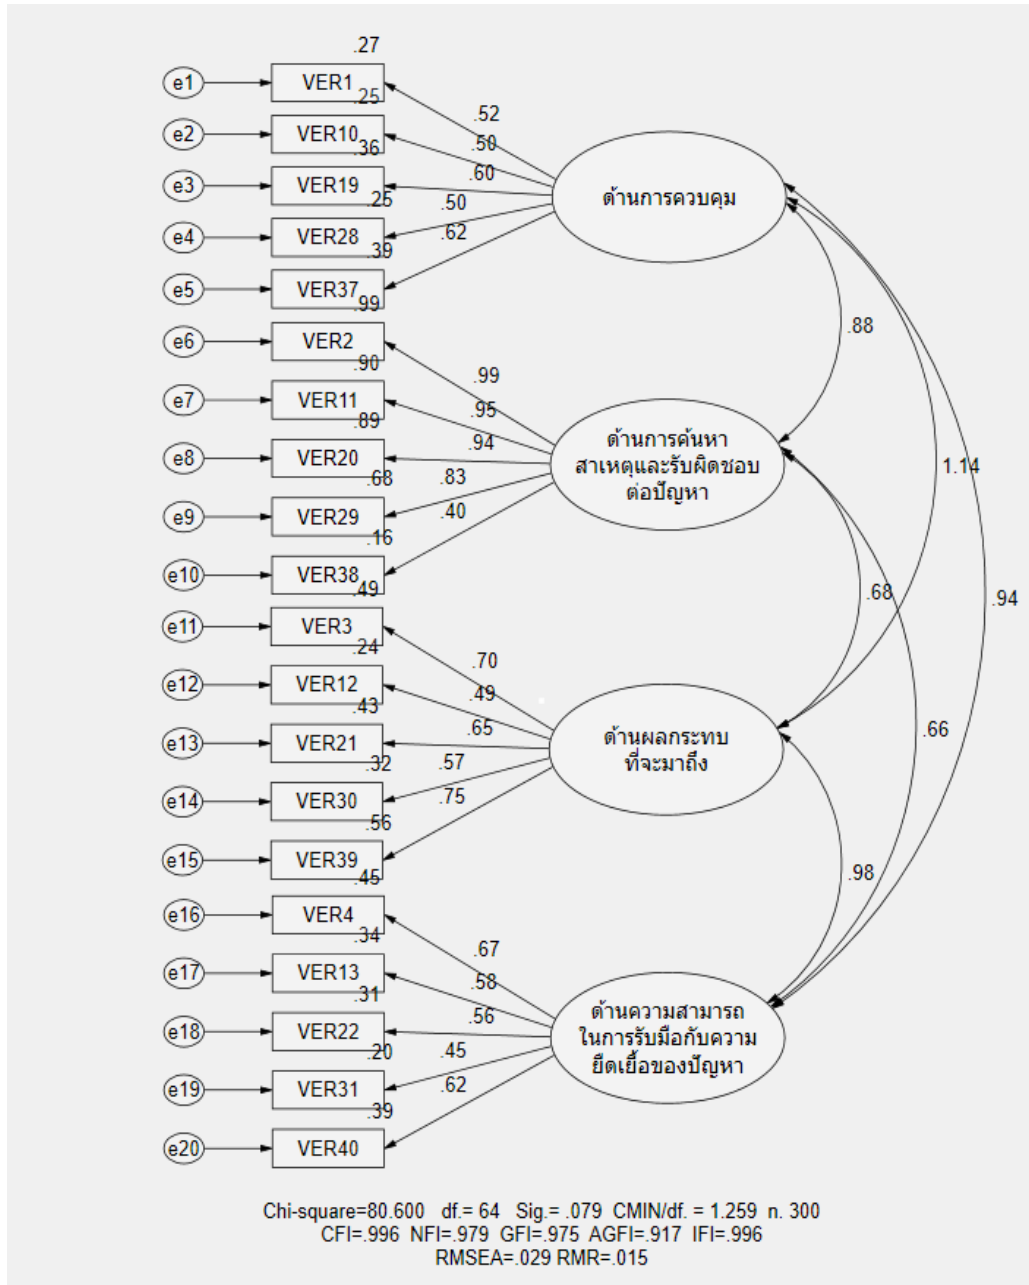 .27
e1 VER1
.25
.52
e2 VER10
.50
.36
e3 VER19
.60
ด้านการควบคุม
.25
.50
e4 VER28
.62
.39
e5 VER37
.99
.88
e6 VER2
.90
.99
e7 VER11
.95
.89
ด้านการค้นหา
สาเหตุและรับผิดชอบ
ต่อปัญหา
e8 VER20
.94
1.14
.68
.83
e9 VER29
.40
.16
e10 VER38
.49
.68
.94
e11 VER3
.24
.70
e12 VER12
.49
.43
.65
.66
e13 VER21
ด้านผลกระทบ
ที่จะมาถึง
.32
.57
e14 VER30
.75
.56
e15 VER39
.98
.45
e16 VER4
.34
.67
e17 VER13
.58
.31
ด้านความสามารถ
ในการรับมือกับความ
ยืดเยื้อของปัญหา
e18 VER22
.56
.20
.45
e19 VER31
.62
.39
e20 VER40
Chi-square=80.600 df.= 64 Sig.= .079 CMIN/df. = 1.259 n. 300
CFI=.996 NFI=.979 GFI=.975 AGFI=.917 IFI=.996
RMSEA=.029 RMR=.015